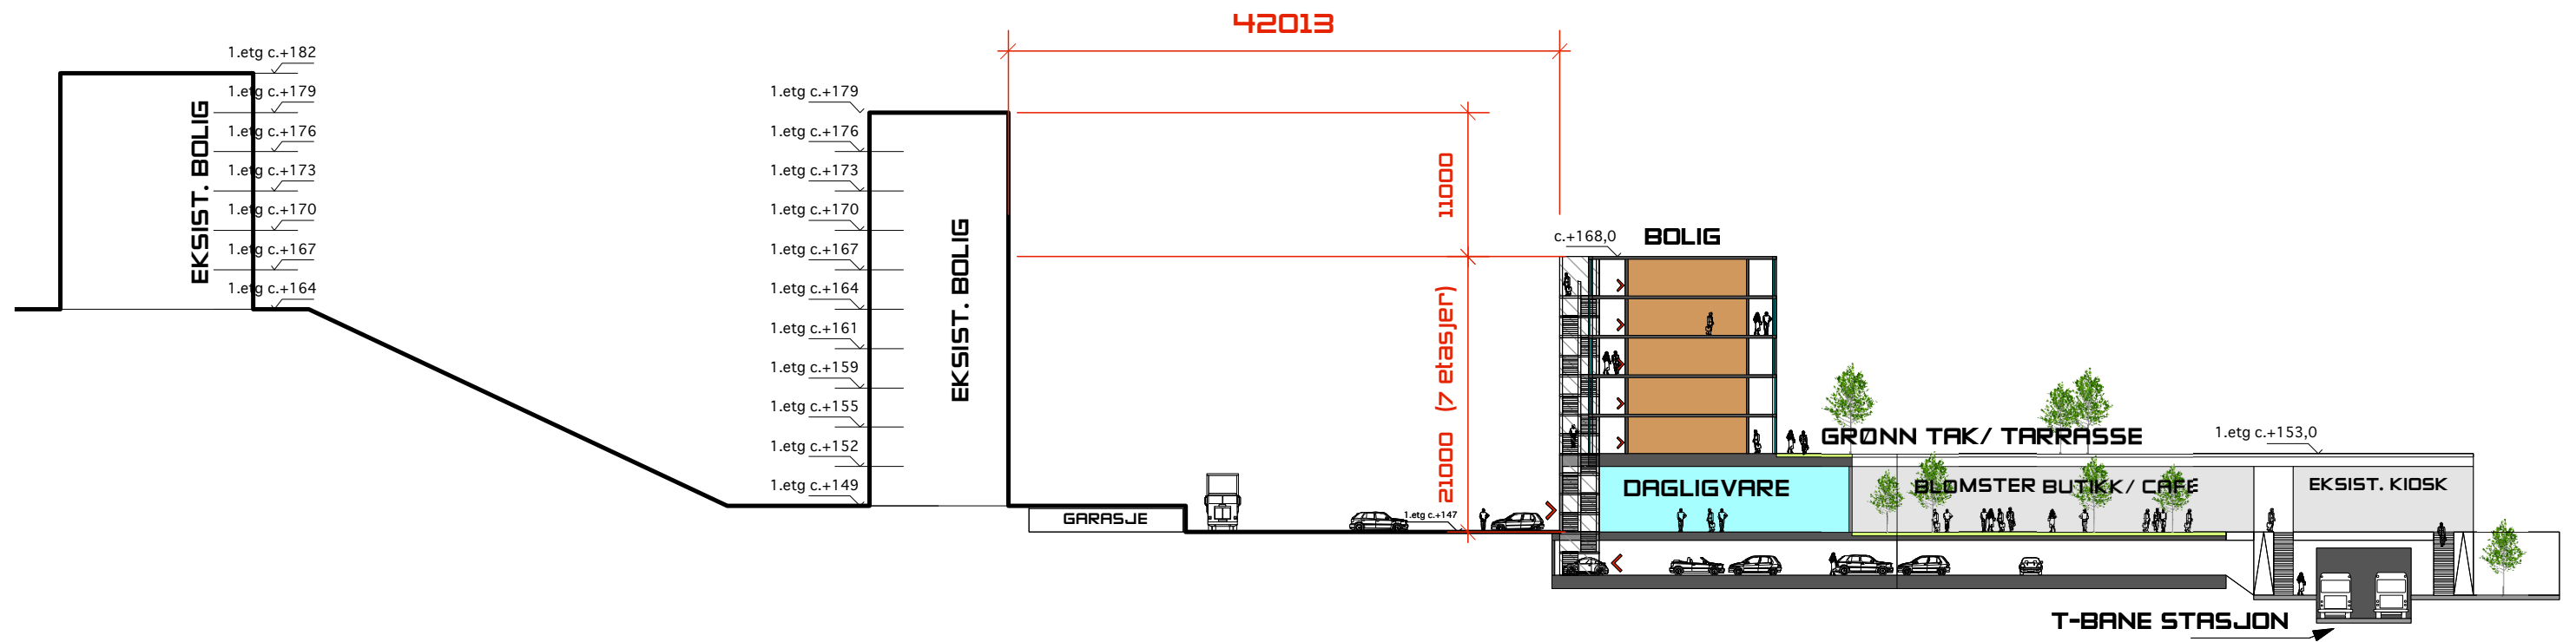 42013
1.etg c.+182
1.etg c.+179
1.etg c.+176
1.etg c.+173
1.etg c.+170
1.etg c.+167
1.etg c.+164
EKSIST. BOLIG
1.etg c.+179
1.etg c.+176
1.etg c.+173
1.etg c.+170
1.etg c.+167
1.etg c.+164
1.etg c.+161
1.etg c.+159
1.etg c.+155
1.etg c.+152
1.etg c.+149
EKSIST. BOLIG
GARASJE
11000
21000 (7 etasjer)
1.etg c.+147
c.+168,0
BOLIG
GRØNN TAK/ TARRASSE
1.etg c.+153,0
DAGLIGVARE
BLOMSTER BUTIKK/ CAFE
EKSIST. KIOSK
T-BANE STASJON